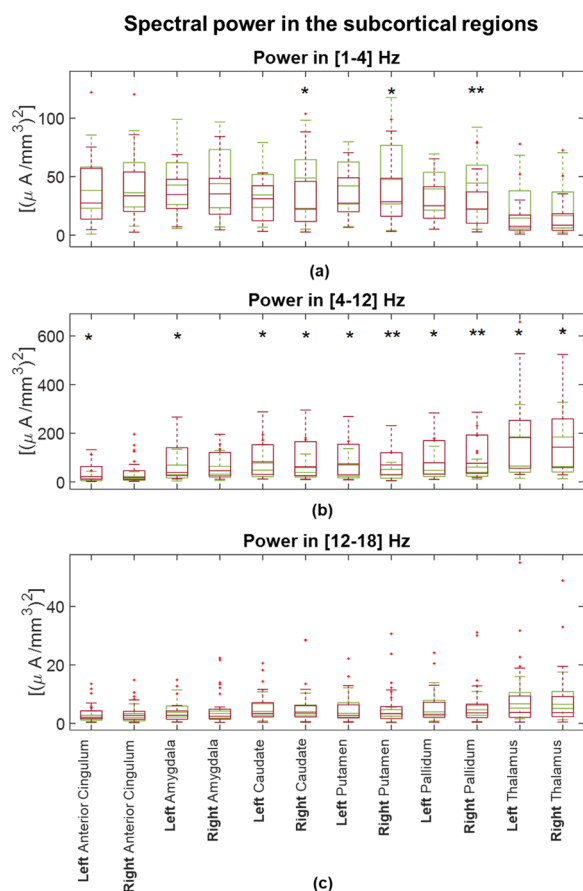 Spectral power in the subcortical regions
Power in [1-4] Hz
[(μ A /mm³)²]
100
50
0
* * **
(a)
Power in [4-12] Hz
[(μ A /mm³)²]
600
400
200
0
* * * * * ** * ** * *
(b)
Power in [12-18] Hz
[(μ A /mm³)²]
40
20
0
Left Anterior Cingulum
Right Anterior Cingulum
Left Amygdala
Right Amygdala
Left Caudate
Right Caudate
Left Putamen
Right Putamen
Left Pallidum
Right Pallidum
Left Thalamus
Right Thalamus
(c)